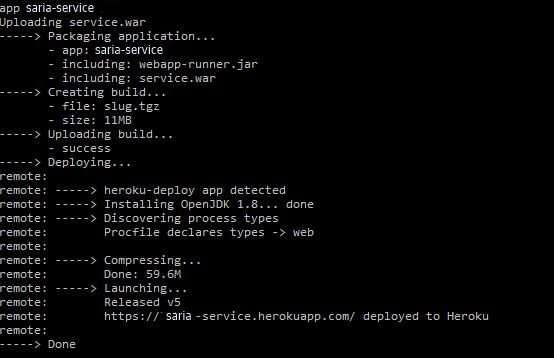 app saria-service
Uploading service.war
-----> Packaging application...
- app: saria-service
- including: webapp-runner.jar
- including: service.war
-----> Creating build...
- file: slug.tgz
- size: 11MB
-----> Uploading build...
- success
-----> Deploying...
remote:
remote: -----> heroku-deploy app detected
remote: -----> Installing OpenJDK 1.8... done
remote: -----> Discovering process types
remote: Procfile declares types -> web
remote:
remote: -----> Compressing...
remote: Done: 59.6M
remote: -----> Launching...
remote: Released v5
remote: https:// saria -service.herokuapp.com/ deployed to Heroku
remote:
-----> Done